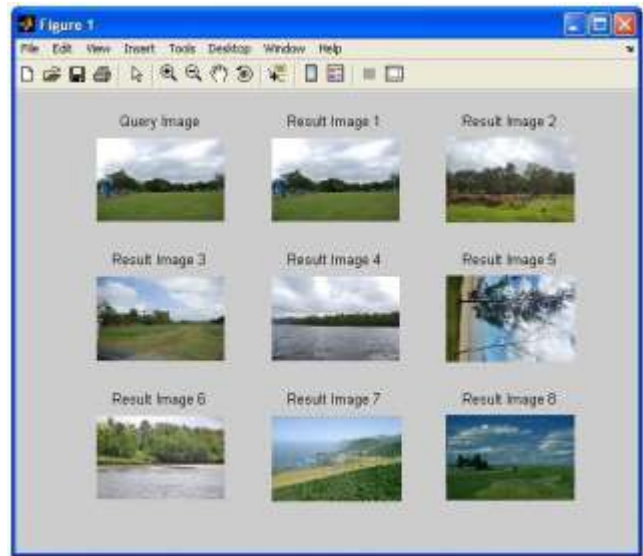 Figure 1
File Edit View Insert Tools Desktop Window Help
Query Image Result Image 1 Result Image 2
Result Image 3 Result Image 4 Result Image 5
Result Image 6 Result Image 7 Result Image 8